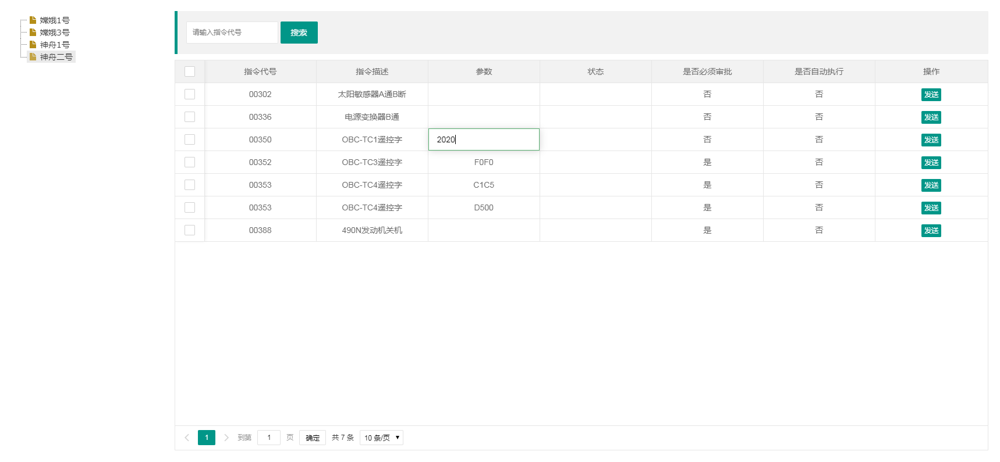 嫦娥1号
嫦娥3号
神舟1号
神舟二号
请输入指令代号 搜索
指令代号 指令描述 参数 状态 是否必须审批 是否自动执行 操作
00302 太阳敏感器A通B断 否 否 发送
00336 电源变换器B通 否 否 发送
00350 OBC-TC1遥控字 2020 否 否 发送
00352 OBC-TC3遥控字 F0F0 是 否 发送
00353 OBC-TC4遥控字 C1C5 是 否 发送
00353 OBC-TC4遥控字 D500 是 否 发送
00388 490N发动机关机 是 否 发送
1 到第 1 页 确定 共 7 条 10 条/页